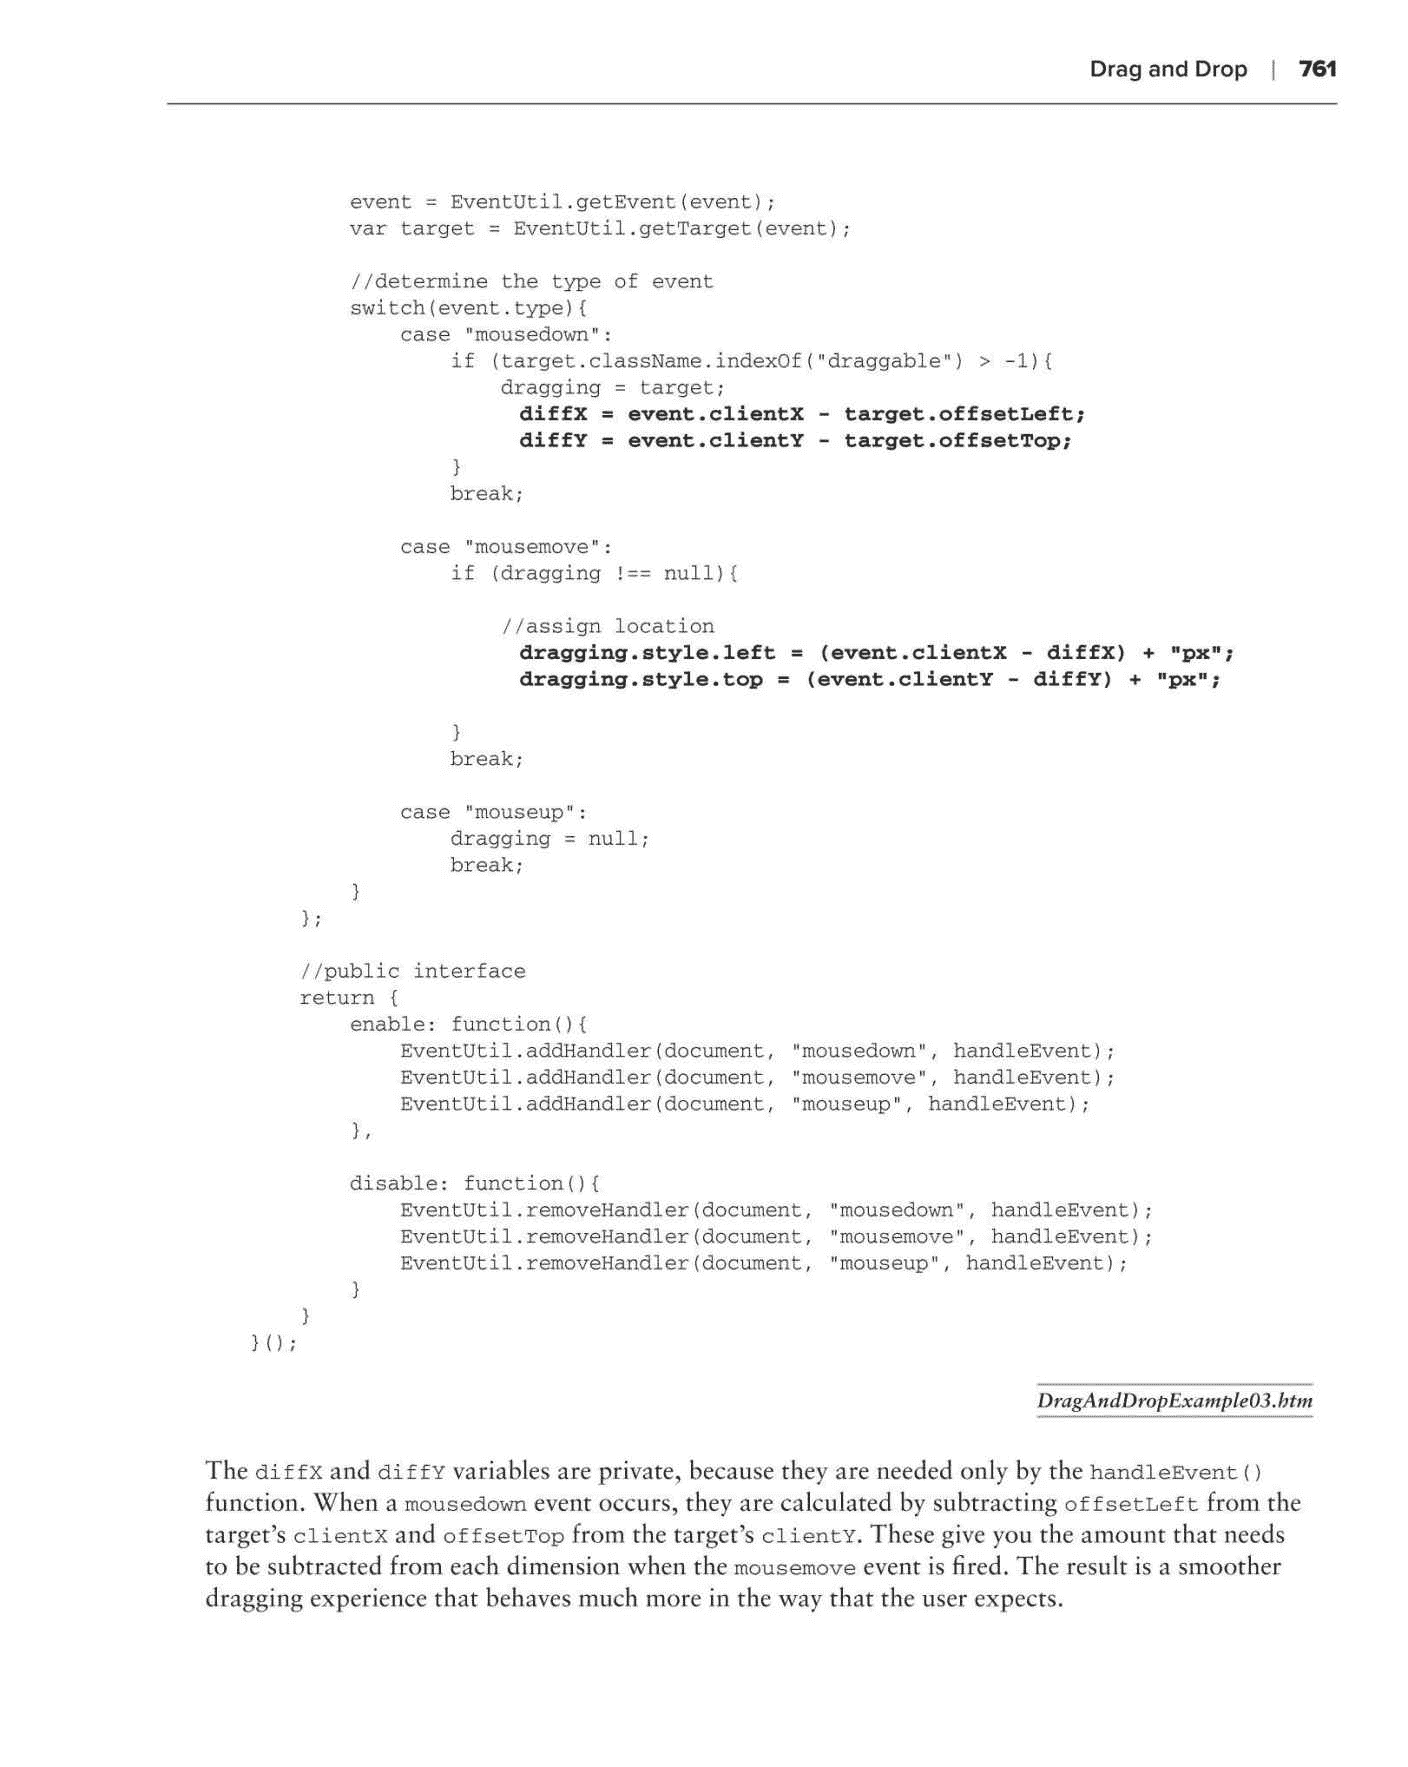 Drag and Drop | 761
event = EventUtil.getEvent(event);
var target = EventUtil.getTarget(event);
//determine the type of event
switch(event.type){
case "mousedown":
if (target.className.indexOf("draggable") > -1){
dragging = target;
diffX = event.clientX - target.offsetLeft;
diffY = event.clientY - target.offsetTop;
}
break;
case "mousemove":
if (dragging !== null){
//assign location
dragging.style.left = (event.clientX - diffX) + "px";
dragging.style.top = (event.clientY - diffY) + "px";
}
break;
case "mouseup":
dragging = null;
break;
}
};
//public interface
return {
enable: function(){
EventUtil.addHandler(document, "mousedown", handleEvent);
EventUtil.addHandler(document, "mousemove", handleEvent);
EventUtil.addHandler(document, "mouseup", handleEvent);
},
disable: function(){
EventUtil.removeHandler(document, "mousedown", handleEvent);
EventUtil.removeHandler(document, "mousemove", handleEvent);
EventUtil.removeHandler(document, "mouseup", handleEvent);
}
}
}();
DragAndDropExample03.htm
The diffX and diffY variables are private, because they are needed only by the handleEvent()
function. When a mousedown event occurs, they are calculated by subtracting offsetLeft from the
target’s clientX and offsetTop from the target’s clientY. These give you the amount that needs
to be subtracted from each dimension when the mousemove event is fired. The result is a smoother
dragging experience that behaves much more in the way that the user expects.